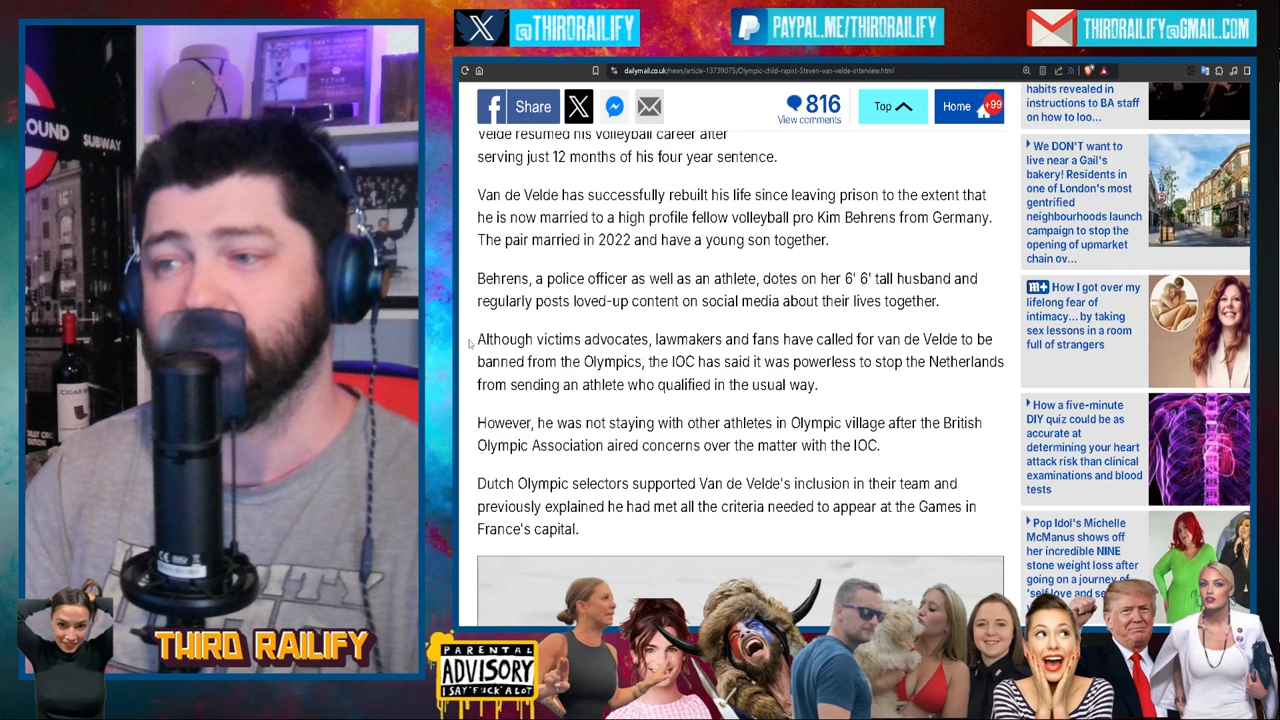 @THIRDRAILIFY
PAYPAL.ME/THIRDRAILIFY
THIRDRAILIFY@GMAIL.COM
dailymail.co.uk/news/article-13739075/Olympic-child-rapist-Steven-van-velde-interview.html
f Share
816
View comments
Top
Home
+99
velde resumed his volleyball career after
serving just 12 months of his four year sentence.
Van de Velde has successfully rebuilt his life since leaving prison to the extent that
he is now married to a high profile fellow volleyball pro Kim Behrens from Germany.
The pair married in 2022 and have a young son together.
Behrens, a police officer as well as an athlete, dotes on her 6' 6' tall husband and
regularly posts loved-up content on social media about their lives together.
Although victims advocates, lawmakers and fans have called for van de Velde to be
banned from the Olympics, the IOC has said it was powerless to stop the Netherlands
from sending an athlete who qualified in the usual way.
However, he was not staying with other athletes in Olympic village after the British
Olympic Association aired concerns over the matter with the IOC.
Dutch Olympic selectors supported Van de Velde's inclusion in their team and
previously explained he had met all the criteria needed to appear at the Games in
France's capital.
habits revealed in
instructions to BA staff
on how to loo...
We DON'T want to
live near a Gail's
bakery! Residents in
one of London's most
gentrified
neighbourhoods launch
campaign to stop the
opening of upmarket
chain ov...
m+ How I got over my
lifelong fear of
intimacy... by taking
sex lessons in a room
full of strangers
How a five-minute
DIY quiz could be as
accurate at
determining your heart
attack risk than clinical
examinations and blood
tests
Pop Idol's Michelle
McManus shows off
her incredible NINE
stone weight loss after
going on a journey of
'self love and se
OUND
SUBWAY
CIGAR
THIRD RAILIFY
PARENTAL
ADVISORY
I SAY "FUCK" A LOT